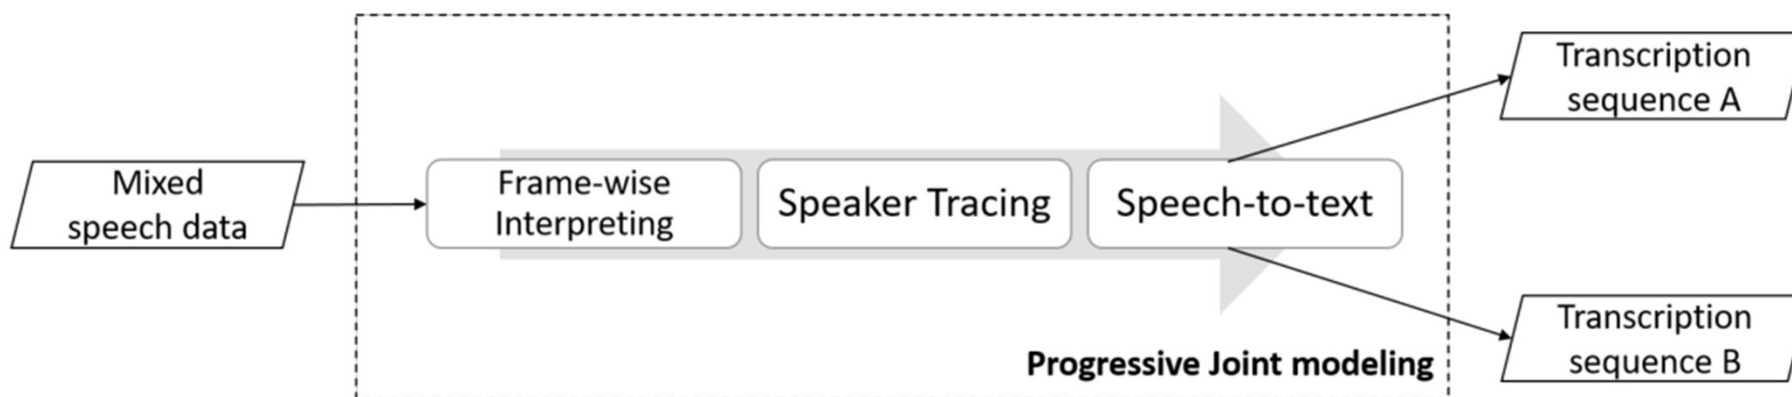 Mixed
speech data
Frame-wise
Interpreting
Speaker Tracing
Speech-to-text
Transcription
sequence A
Transcription
sequence B
Progressive Joint modeling